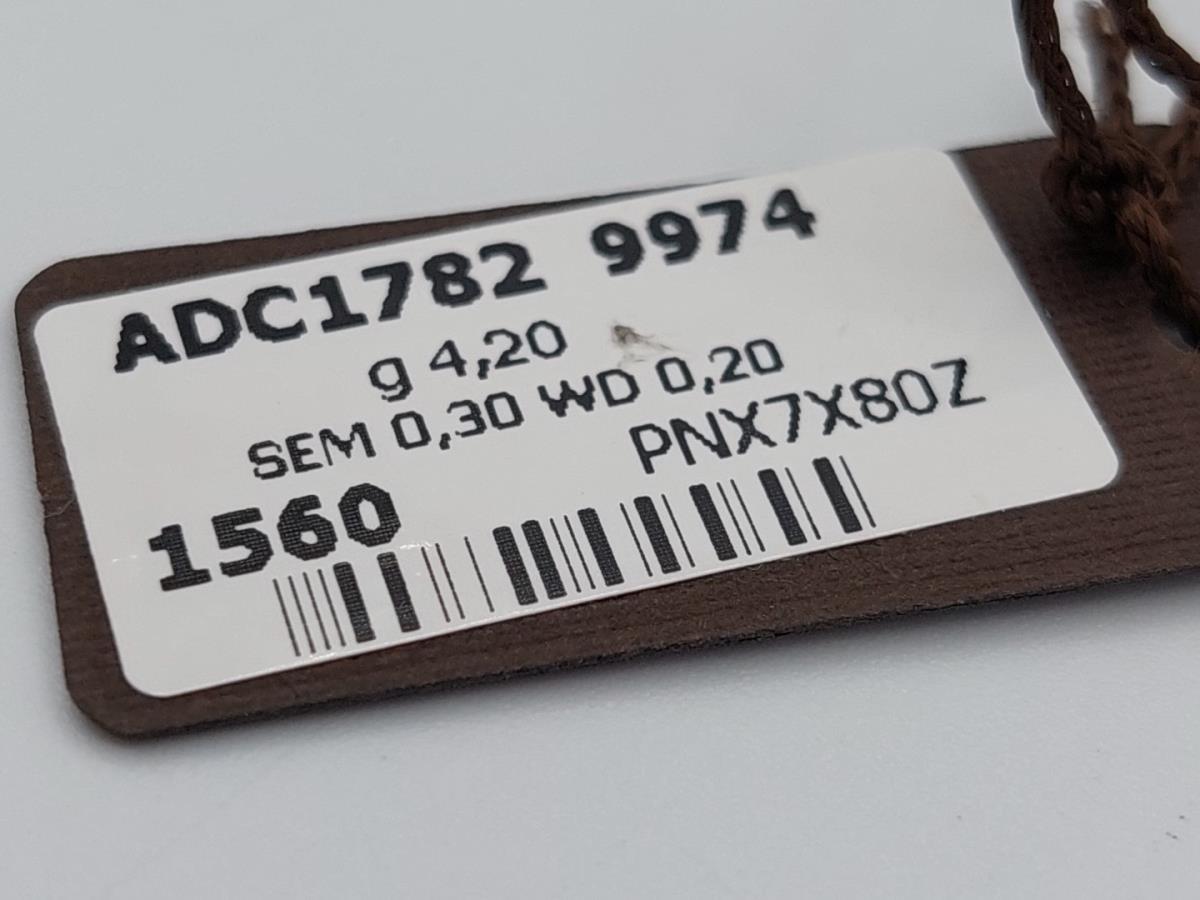 ADC1782 9974
g 4,20
SEM 0,30 WD 0,20
PNX7X80Z
1560